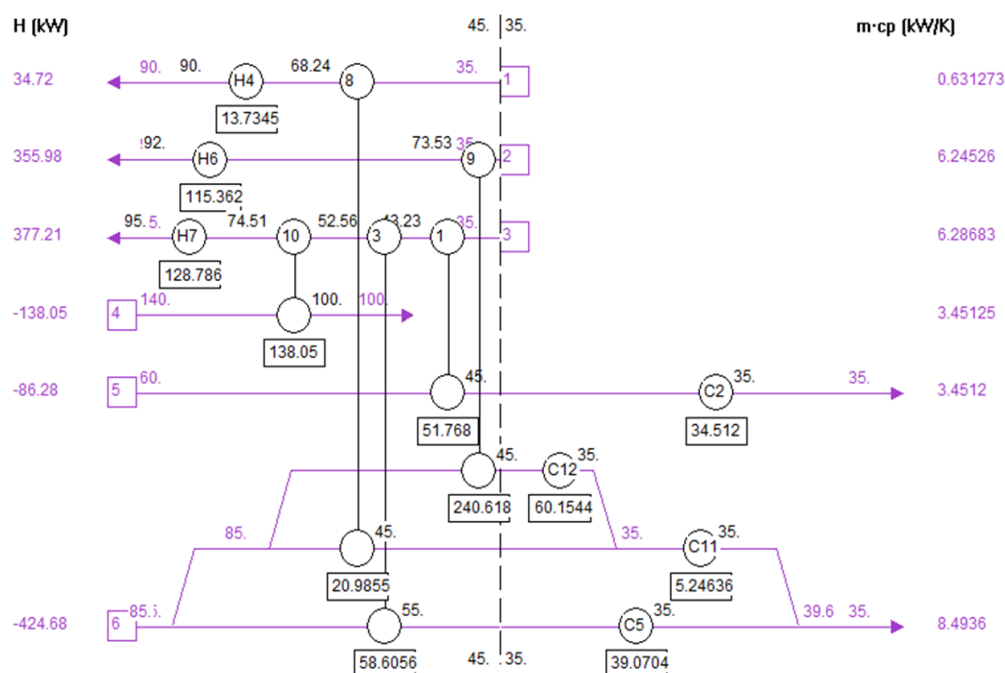 H (kW) 45. 35. m·cp (kW/K)
34.72 90. 90. H4 68.24 8 35. 1 0.631273
13.7345
355.98 92. H6 73.53 9 35. 2 6.24526
115.362
377.21 95. 5. H7 74.51 10 52.56 3 43.23 1 35. 3 6.28683
128.786
-138.05 4 140. 100. 100. 3.45125
138.05
-86.28 5 60. 45. C2 35. 35. 3.4512
51.768 34.512
45. C12 35.
240.618 60.1544
85. 45. 35. C11 35.
20.9855 5.24636
-424.68 6 85. 55. C5 35. 39.6 35. 8.4936
58.6056 39.0704
45. 35.